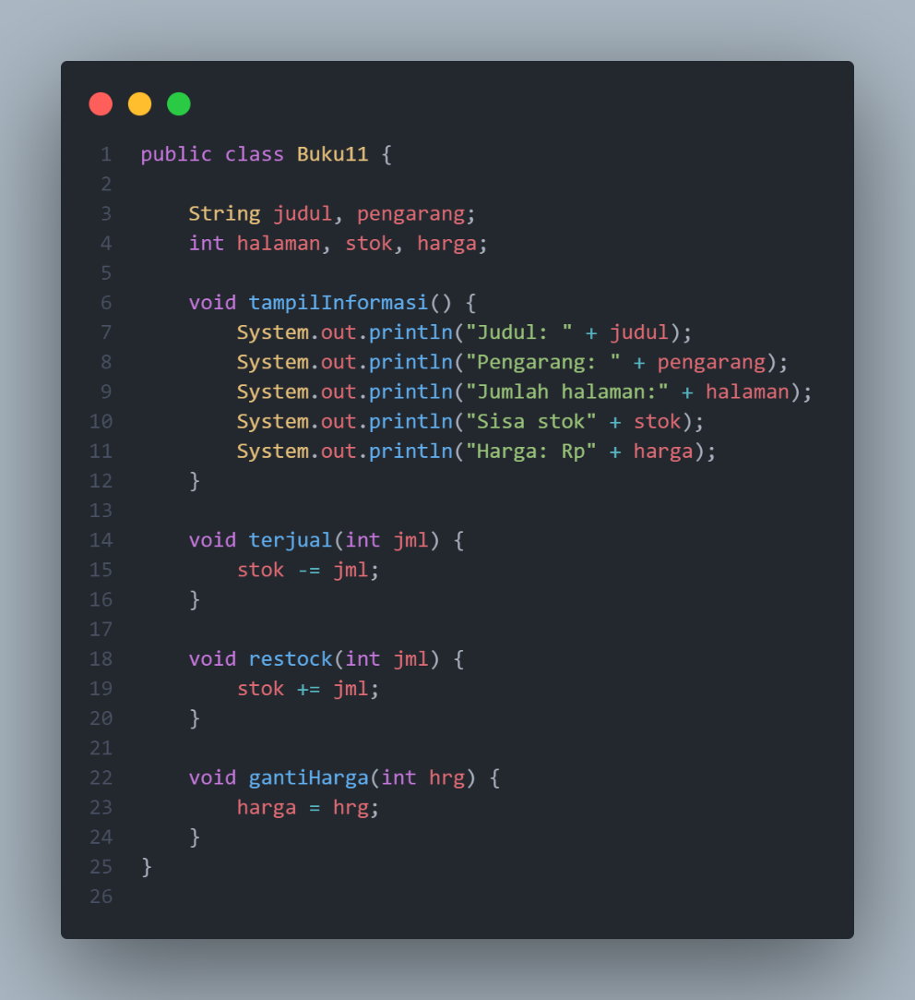 1 public class Buku11 {
2
3     String judul, pengarang;
4     int halaman, stok, harga;
5
6     void tampilInformasi() {
7         System.out.println("Judul: " + judul);
8         System.out.println("Pengarang: " + pengarang);
9         System.out.println("Jumlah halaman:" + halaman);
10         System.out.println("Sisa stok" + stok);
11         System.out.println("Harga: Rp" + harga);
12     }
13
14     void terjual(int jml) {
15         stok -= jml;
16     }
17
18     void restock(int jml) {
19         stok += jml;
20     }
21
22     void gantiHarga(int hrg) {
23         harga = hrg;
24     }
25 }
26